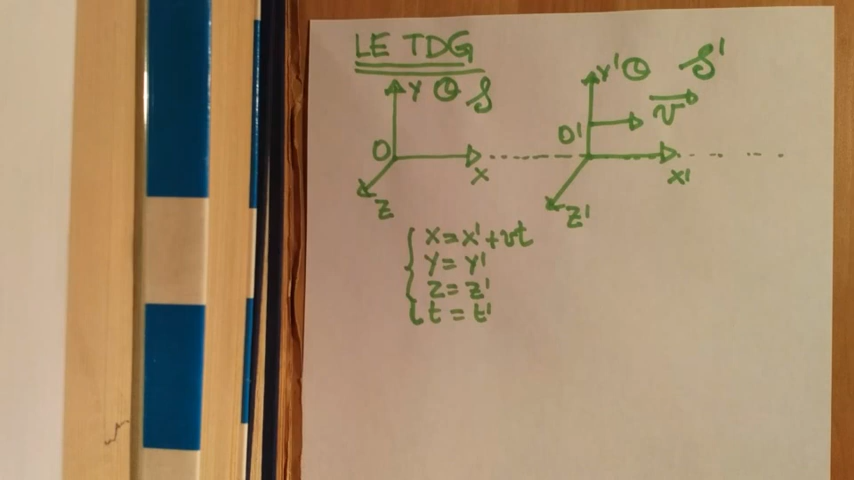 LE TDG
Y S
Y' S'
v
O X
O' X'
Z
Z'
x = x' + vt
y = y'
z = z'
t = t'